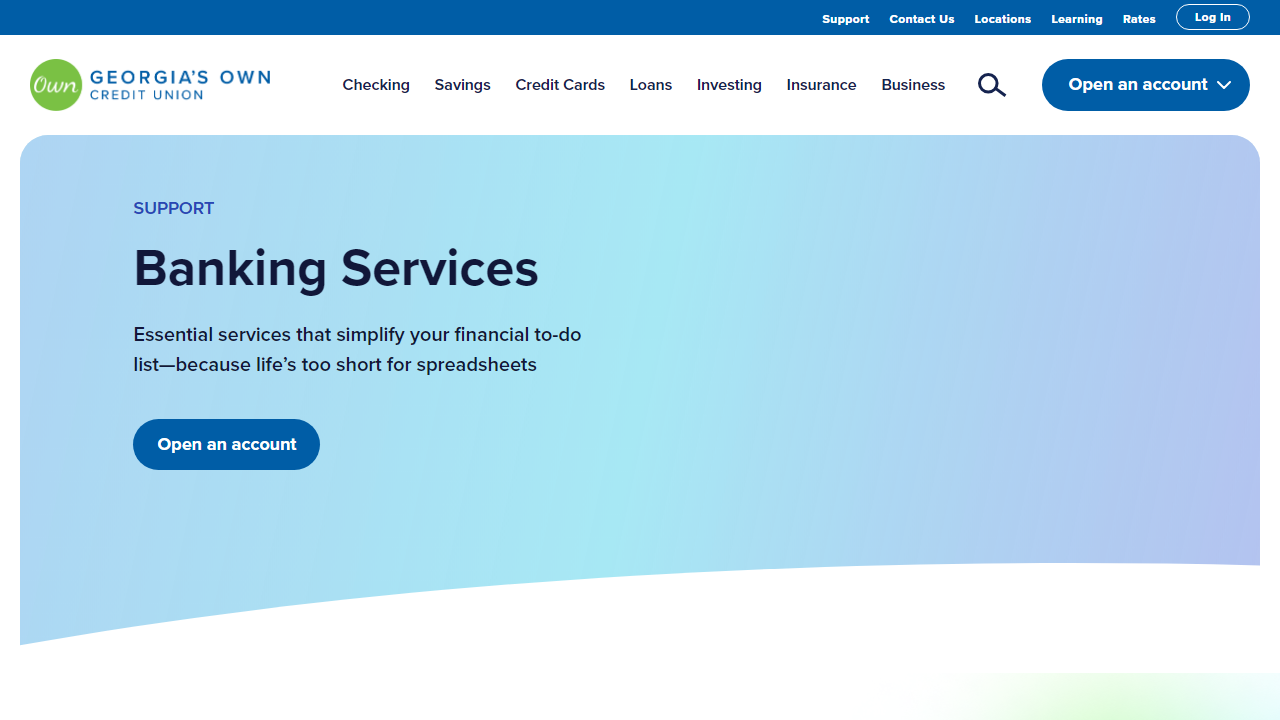 Support Contact Us Locations Learning Rates Log In
Own GEORGIA'S OWN
CREDIT UNION
Checking Savings Credit Cards Loans Investing Insurance Business Open an account
SUPPORT
Banking Services
Essential services that simplify your financial to-do
list—because life’s too short for spreadsheets
Open an account